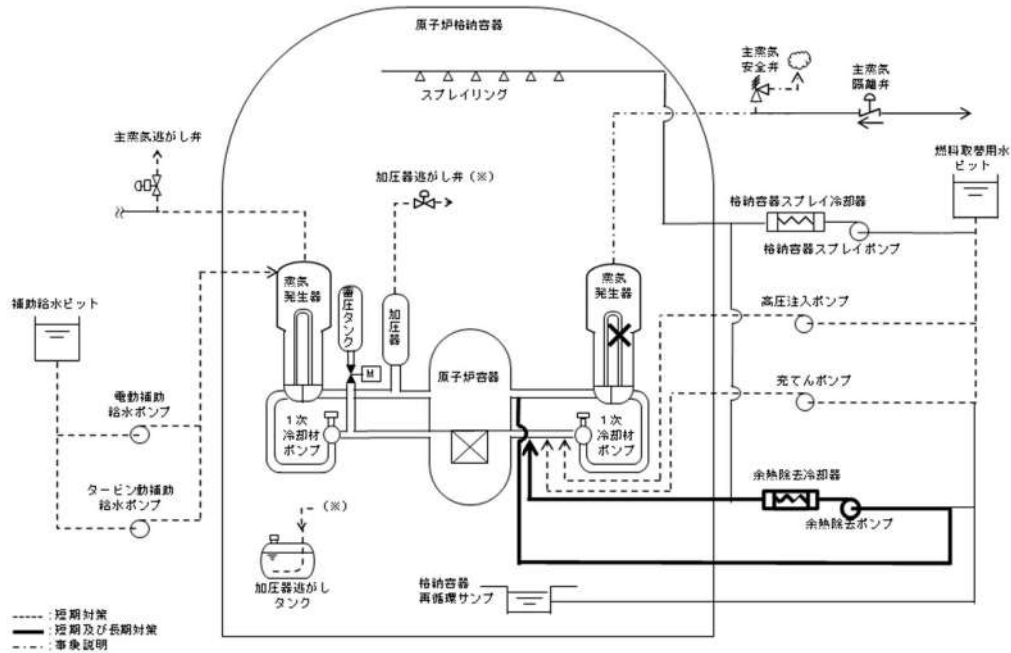 原子炉格納容器
スプレイリング
主蒸気
安全弁
主蒸気
隔離弁
主蒸気逃がし弁
加圧器逃がし弁(※)
燃料取替用水
ピット
格納容器スプレイ冷却器
格納容器スプレイポンプ
補助給水ピット
蒸気
発生器
蓄圧タンク
加圧器
蒸気
発生器
高圧注入ポンプ
M
原子炉容器
充てんポンプ
電動補助
給水ポンプ
1次
冷却材
ポンプ
1次
冷却材
ポンプ
タービン動補助
給水ポンプ
余熱除去冷却器
余熱除去ポンプ
(※)
加圧器逃がし
タンク
格納容器
再循環サンプ
:短期対策
:短期及び長期対策
:事象説明